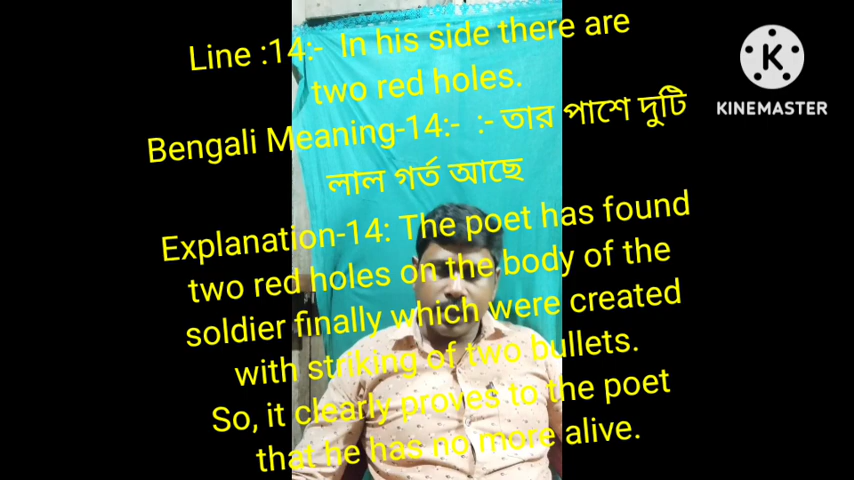 Line :14:-  In his side there are
two red holes.
Bengali Meaning-14:-  :- তার পাশে দুটি
লাল গর্ত আছে
Explanation-14: The poet has found
two red holes on the body of the
soldier finally which were created
with striking of two bullets.
So, it clearly proves to the poet
that he has no more alive.
KINEMASTER